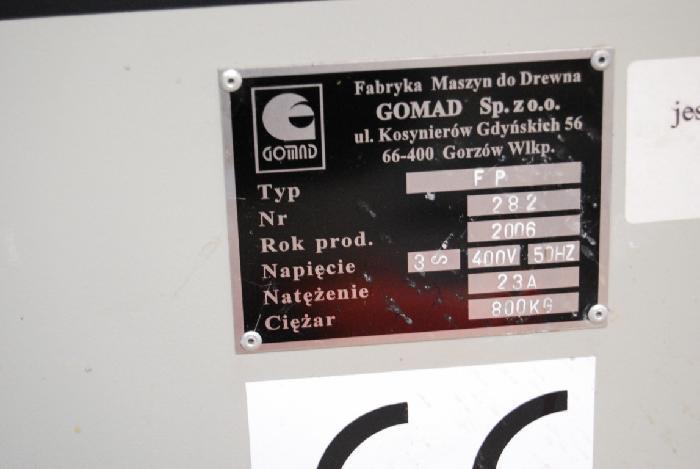 GOMAD
Fabryka Maszyn do Drewna
GOMAD Sp. z o.o.
ul. Kosynierów Gdyńskich 56
66-400 Gorzów Wlkp.
Typ FP
Nr 282
Rok prod. 2006
Napięcie 3 S 400V 50HZ
Natężenie 23A
Ciężar 800KG
jes
CE